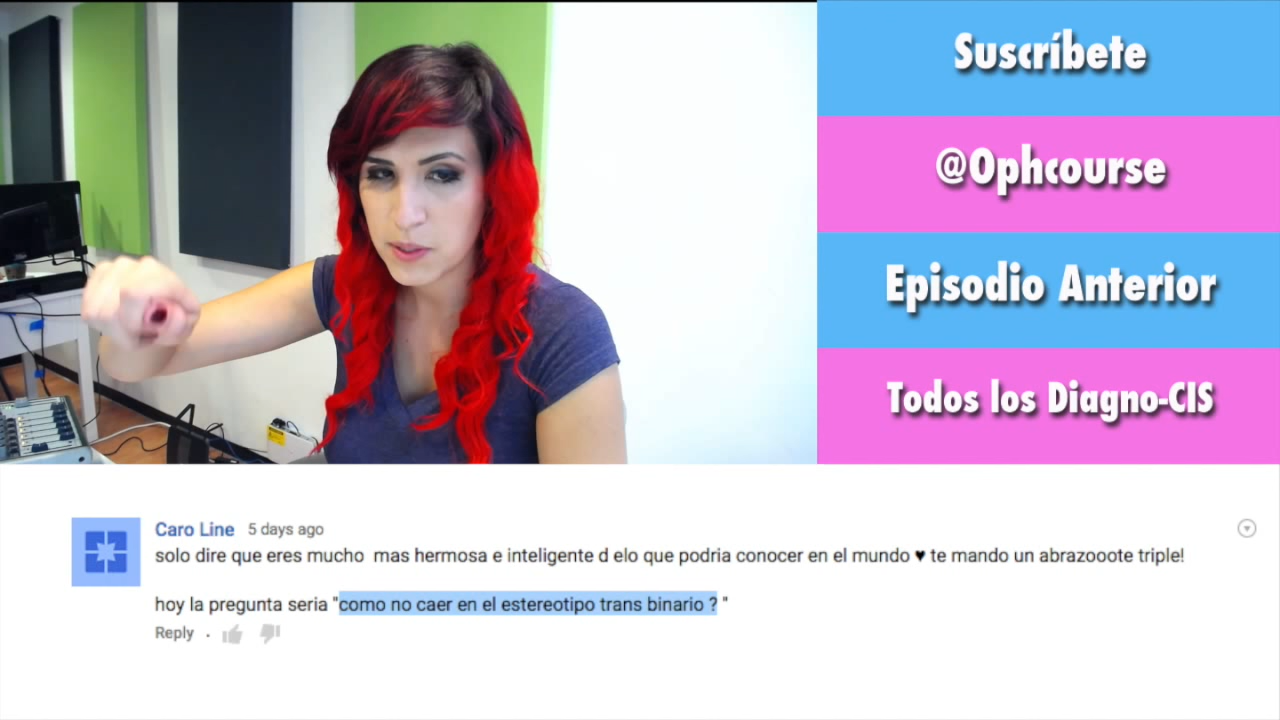 Suscríbete
@Ophcourse
Episodio Anterior
Todos los Diagno-CIS
Caro Line 5 days ago
solo dire que eres mucho mas hermosa e inteligente d elo que podria conocer en el mundo ♥ te mando un abrazooote triple!
hoy la pregunta seria "como no caer en el estereotipo trans binario ? "
Reply ·